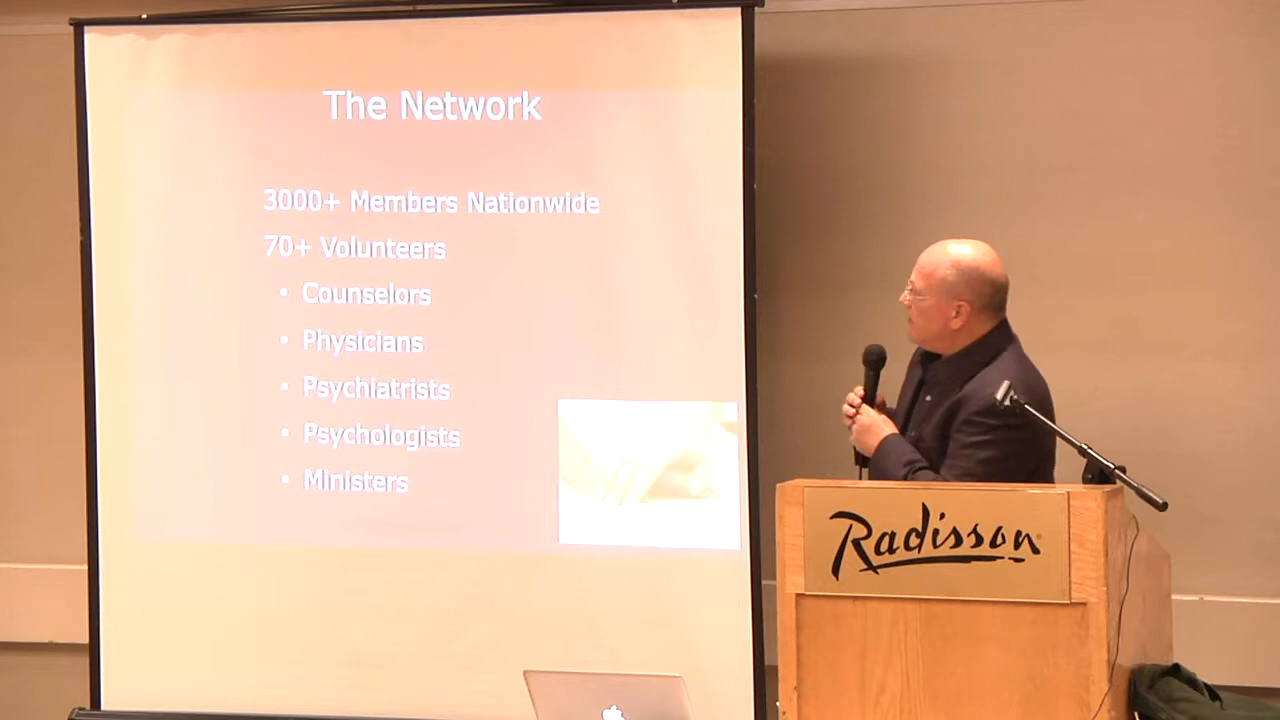 The Network
3000+ Members Nationwide
70+ Volunteers
• Counselors
• Physicians
• Psychiatrists
• Psychologists
• Ministers
Radisson